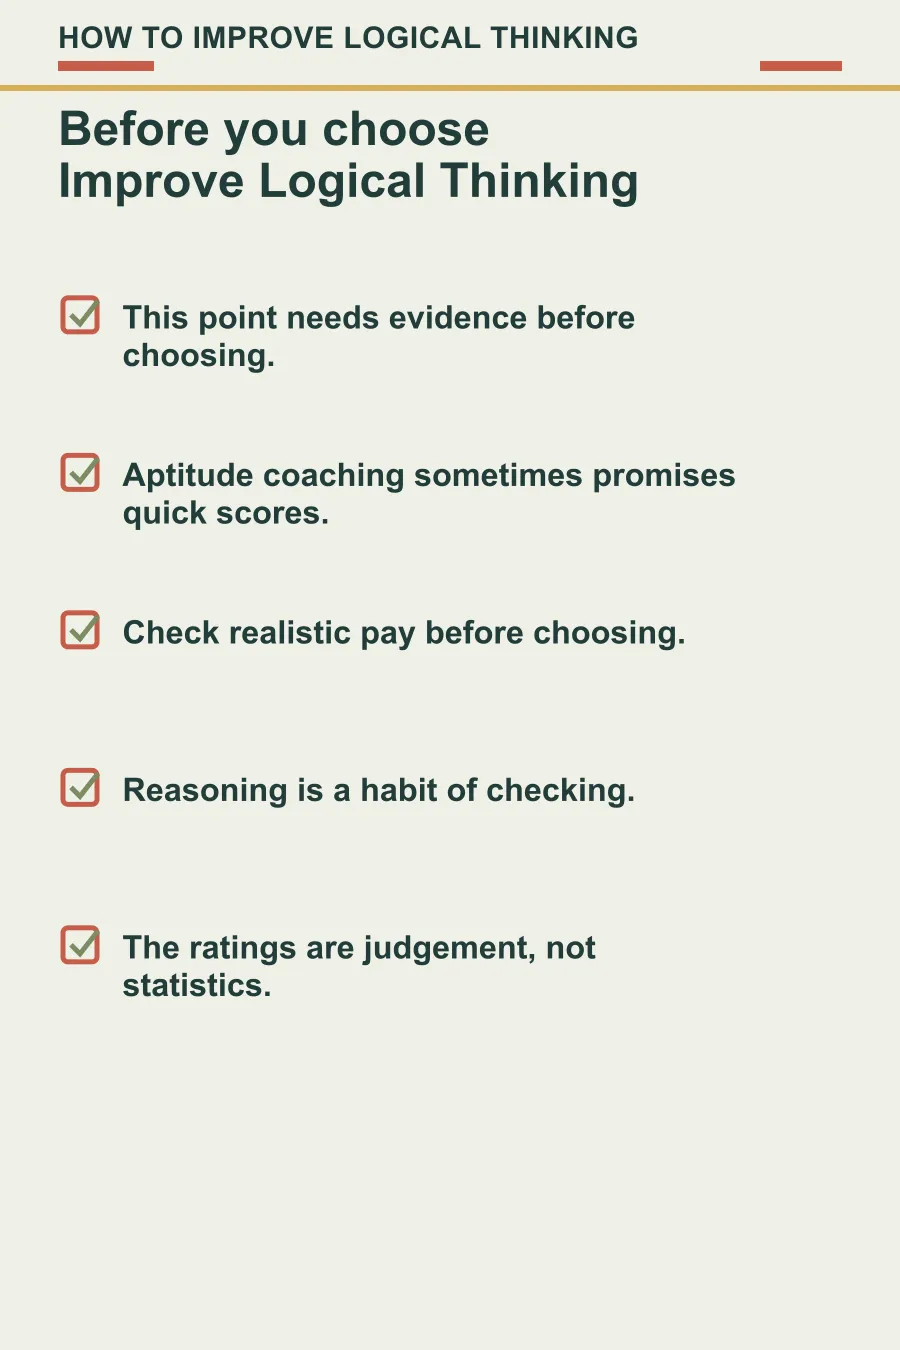 HOW TO IMPROVE LOGICAL THINKING
Before you choose
Improve Logical Thinking
This point needs evidence before
choosing.
Aptitude coaching sometimes promises
quick scores.
Check realistic pay before choosing.
Reasoning is a habit of checking.
The ratings are judgement, not
statistics.